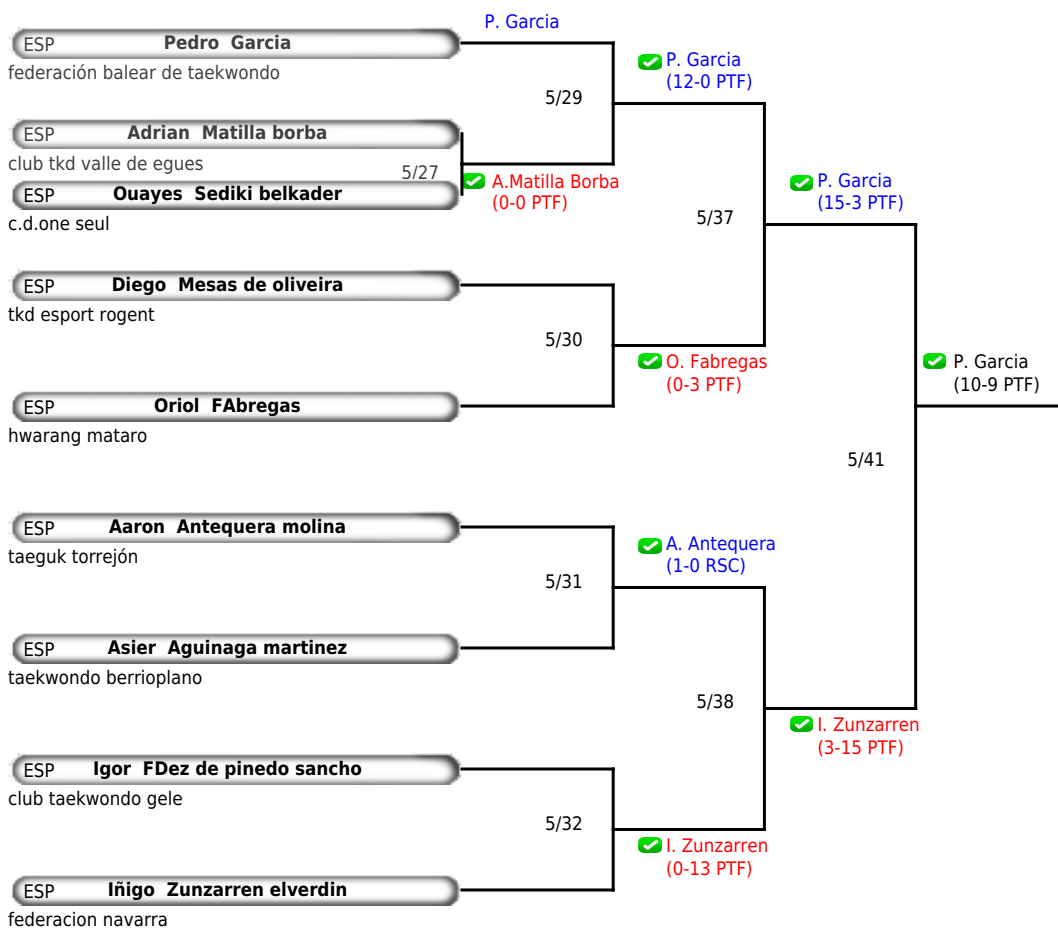 P. Garcia
ESP Pedro Garcia
federación balear de taekwondo
P. Garcia
(12-0 PTF)
5/29
ESP Adrian Matilla borba
club tkd valle de egues
5/27
A.Matilla Borba
(0-0 PTF)
ESP Ouayes Sediki belkader
c.d.one seul
P. Garcia
(15-3 PTF)
5/37
ESP Diego Mesas de oliveira
tkd esport rogent
5/30
O. Fabregas
(0-3 PTF)
P. Garcia
(10-9 PTF)
ESP Oriol FAbregas
hwarang mataro
5/41
ESP Aaron Antequera molina
taeguk torrejón
A. Antequera
(1-0 RSC)
5/31
ESP Asier Aguinaga martinez
taekwondo berrioplano
5/38
I. Zunzarren
(3-15 PTF)
ESP Igor FDez de pinedo sancho
club taekwondo gele
5/32
I. Zunzarren
(0-13 PTF)
ESP Iñigo Zunzarren elverdin
federacion navarra